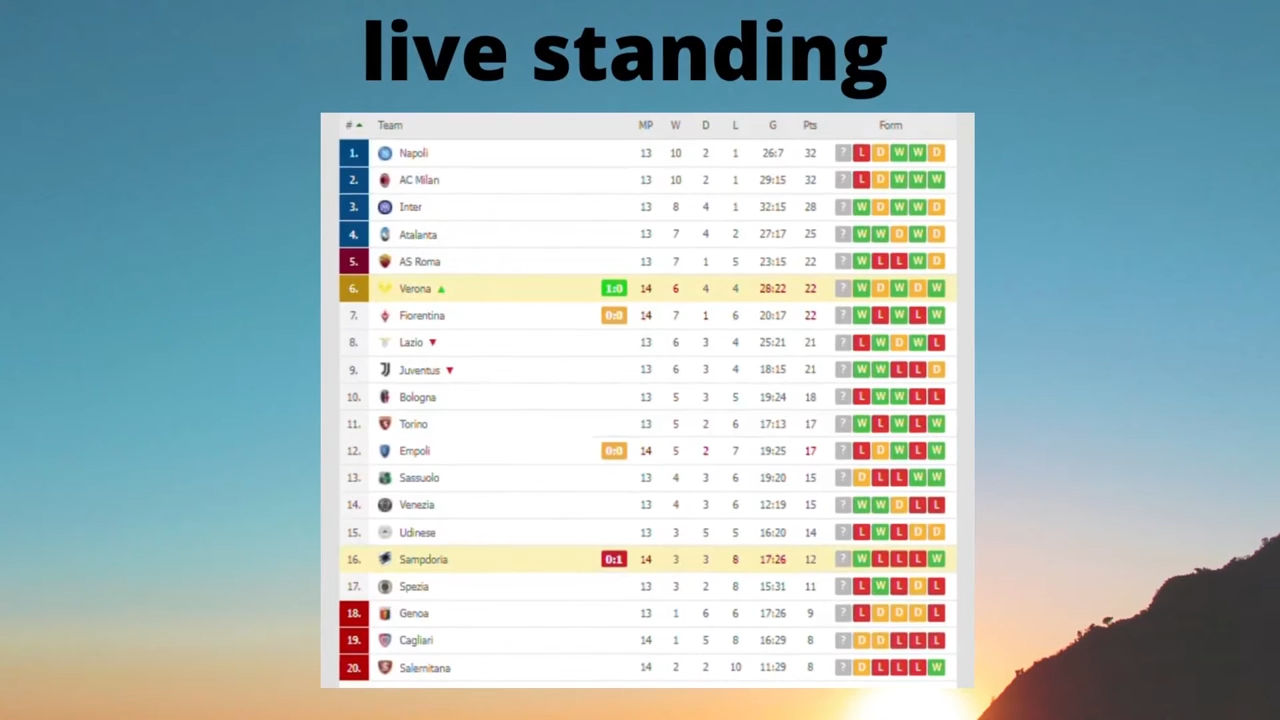 live standing
# Team MP W D L G Pts Form
1. Napoli 13 10 2 1 26:7 32 ? L D W W D
2. AC Milan 13 10 2 1 29:15 32 ? L D W W W
3. Inter 13 8 4 1 32:15 28 ? W D W W D
4. Atalanta 13 7 4 2 27:17 25 ? W W D W D
5. AS Roma 13 7 1 5 23:15 22 ? W L L W D
6. Verona 1:0 14 6 4 4 28:22 22 ? W D W D W
7. Fiorentina 0:0 14 7 1 6 20:17 22 ? W L W L W
8. Lazio 13 6 3 4 25:21 21 ? L W D W L
9. Juventus 13 6 3 4 18:15 21 ? W W L L D
10. Bologna 13 5 3 5 19:24 18 ? L W W L L
11. Torino 13 5 2 6 17:13 17 ? W L W L W
12. Empoli 0:0 14 5 2 7 19:25 17 ? L D W L W
13. Sassuolo 13 4 3 6 19:20 15 ? D L L W W
14. Venezia 13 4 3 6 12:19 15 ? W W D L L
15. Udinese 13 3 5 5 16:20 14 ? L W L D D
16. Sampdoria 0:1 14 3 3 8 17:26 12 ? W L L L W
17. Spezia 13 3 2 8 15:31 11 ? L W L D L
18. Genoa 13 1 6 6 17:26 9 ? L D D D L
19. Cagliari 14 1 5 8 16:29 8 ? D D L L L
20. Salernitana 14 2 2 10 11:29 8 ? D L L L W